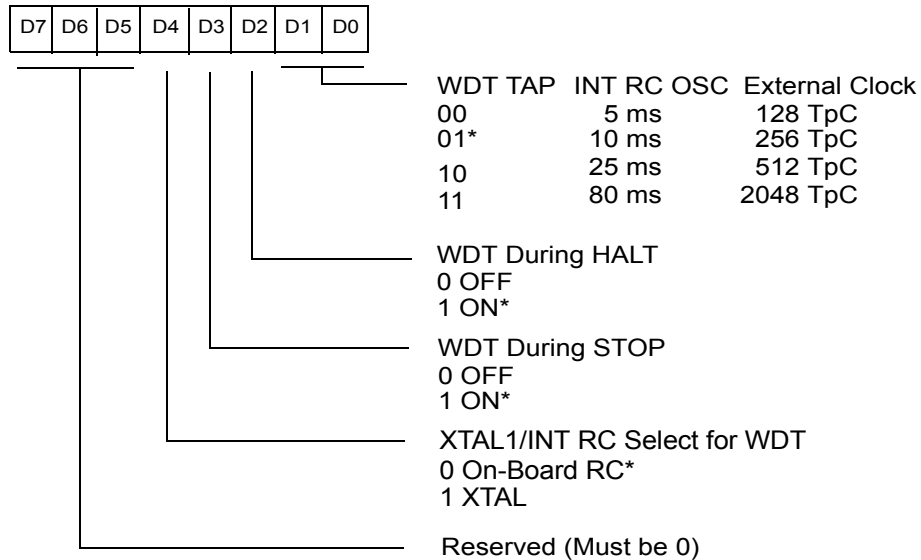 D7 D6 D5 D4 D3 D2 D1 D0
WDT TAP INT RC OSC External Clock
00 5 ms 128 TpC
01* 10 ms 256 TpC
10 25 ms 512 TpC
11 80 ms 2048 TpC
WDT During HALT
0 OFF
1 ON*
WDT During STOP
0 OFF
1 ON*
XTAL1/INT RC Select for WDT
0 On-Board RC*
1 XTAL
Reserved (Must be 0)